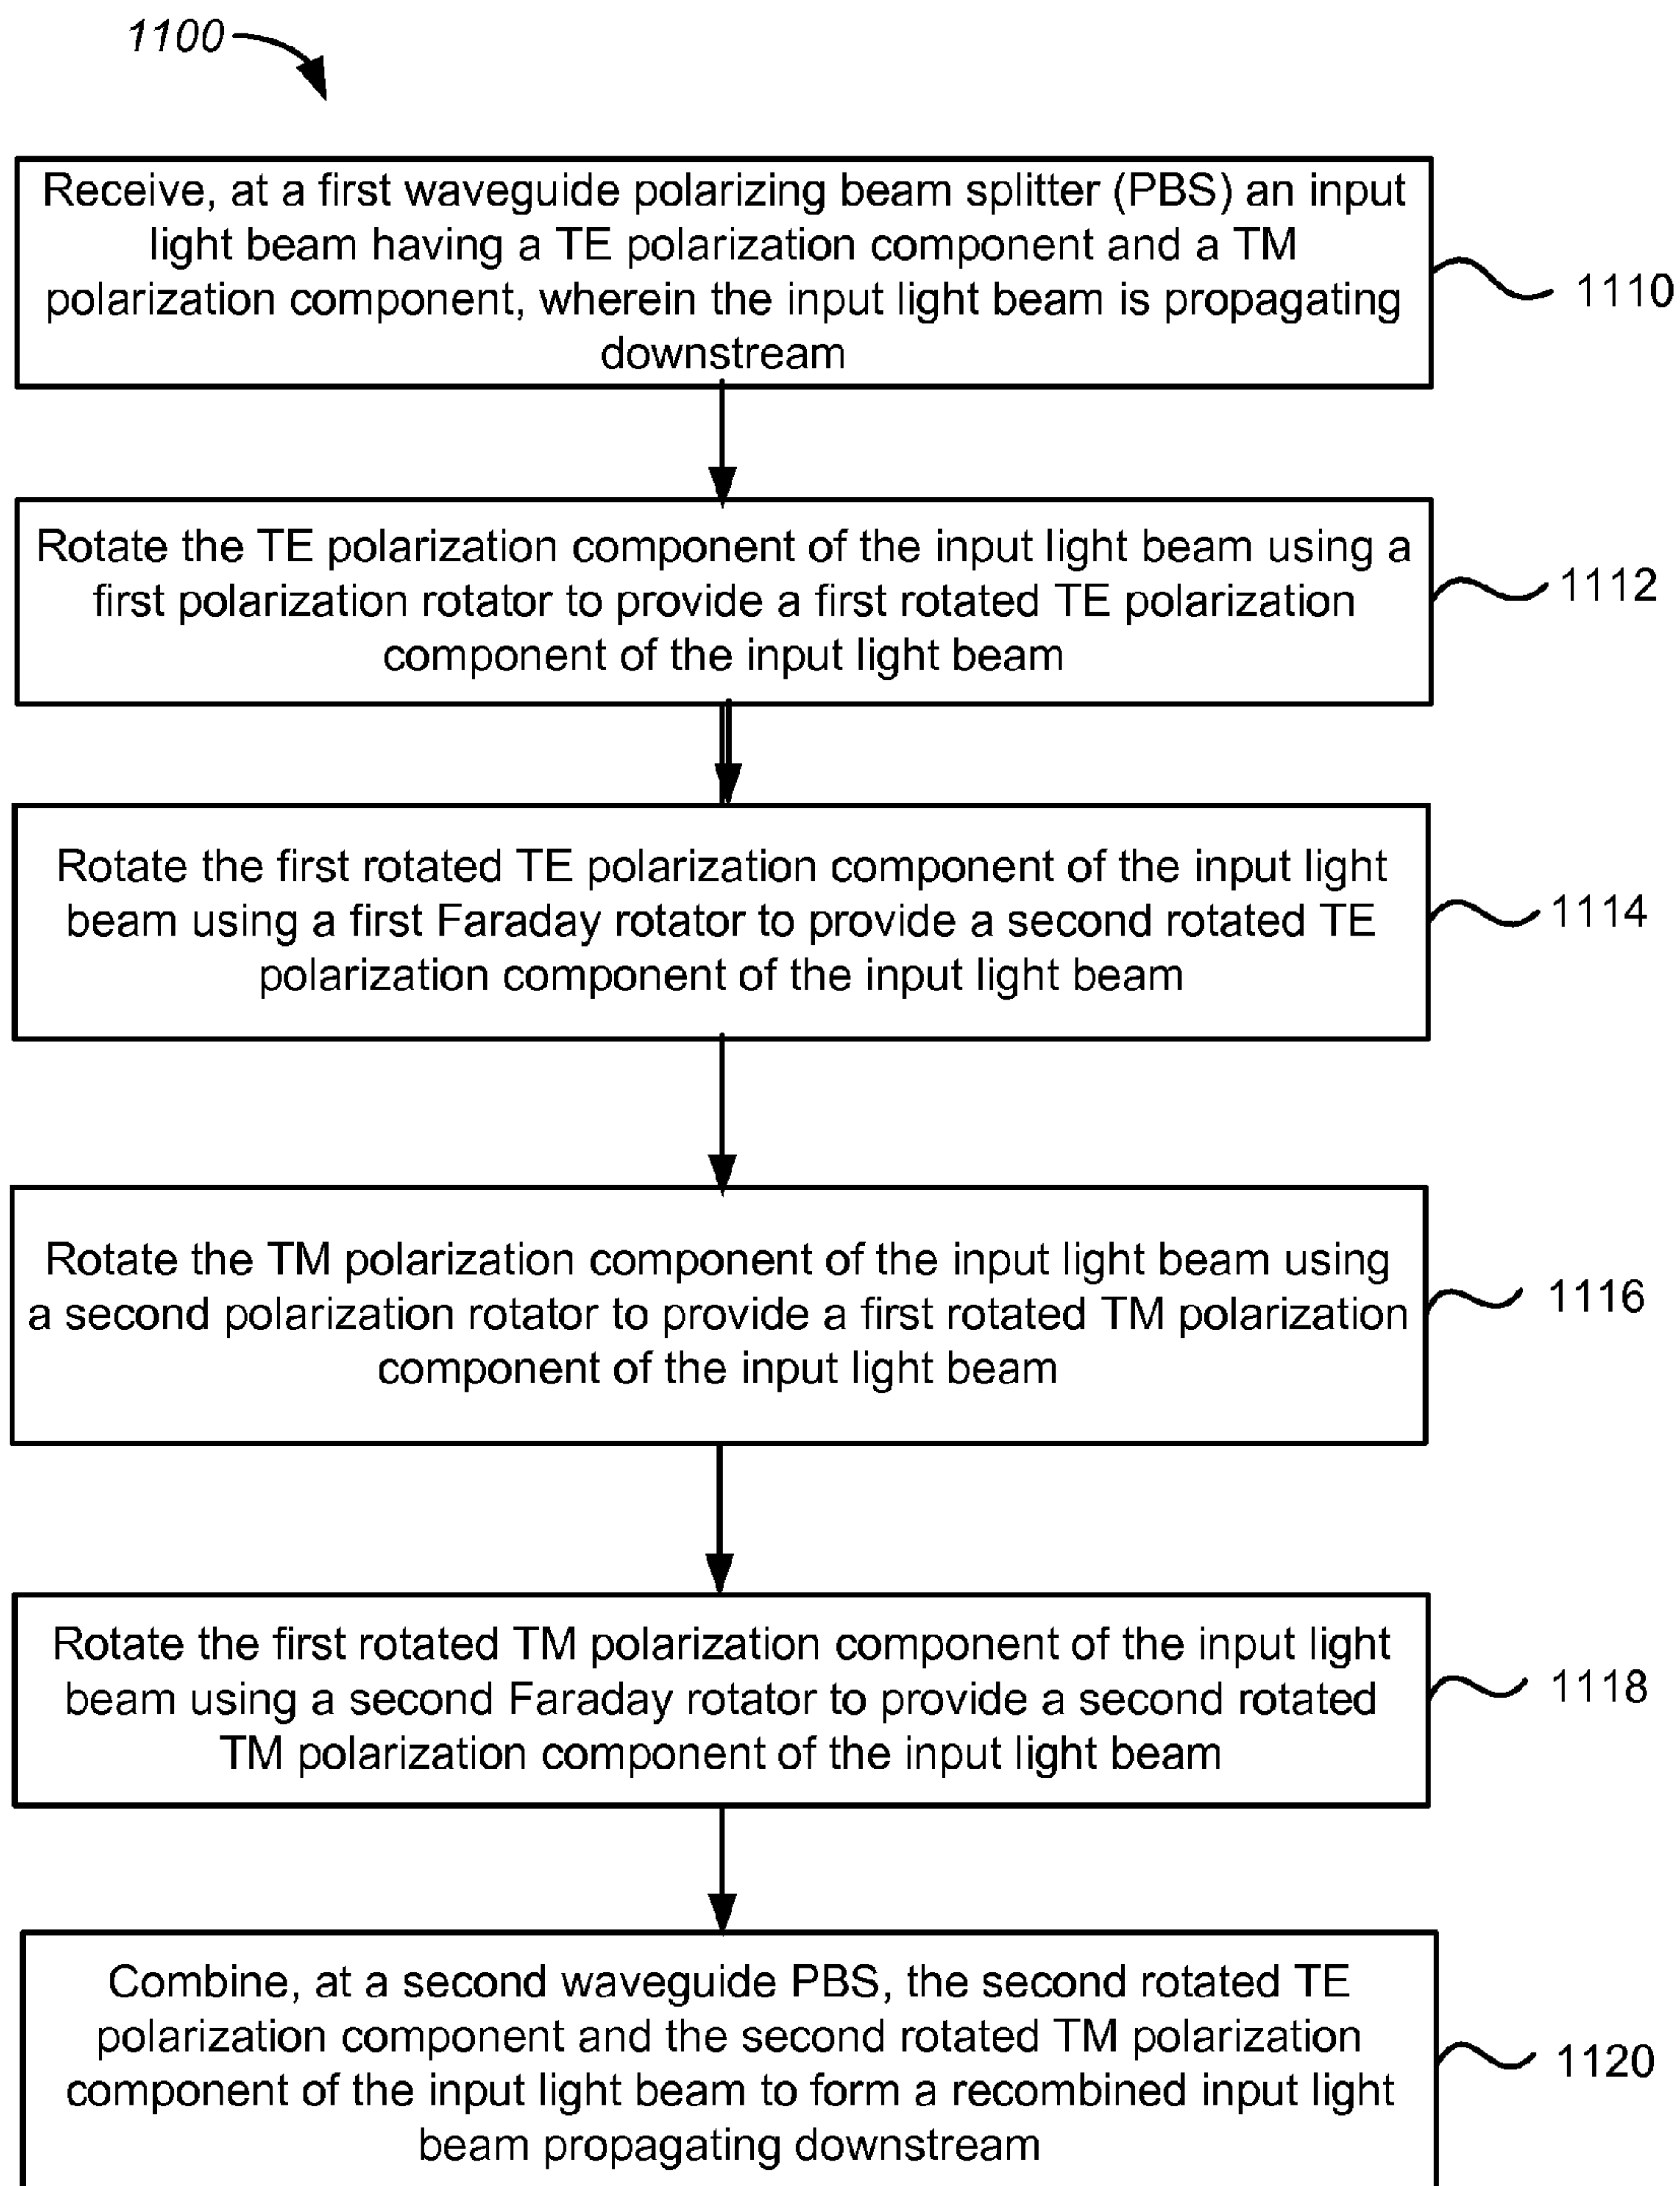 1100
Receive, at a first waveguide polarizing beam splitter (PBS) an input
light beam having a TE polarization component and a TM
polarization component, wherein the input light beam is propagating
downstream
1110
Rotate the TE polarization component of the input light beam using a
first polarization rotator to provide a first rotated TE polarization
component of the input light beam
1112
Rotate the first rotated TE polarization component of the input light
beam using a first Faraday rotator to provide a second rotated TE
polarization component of the input light beam
1114
Rotate the TM polarization component of the input light beam using
a second polarization rotator to provide a first rotated TM polarization
component of the input light beam
1116
Rotate the first rotated TM polarization component of the input light
beam using a second Faraday rotator to provide a second rotated
TM polarization component of the input light beam
1118
Combine, at a second waveguide PBS, the second rotated TE
polarization component and the second rotated TM polarization
component of the input light beam to form a recombined input light
beam propagating downstream
1120